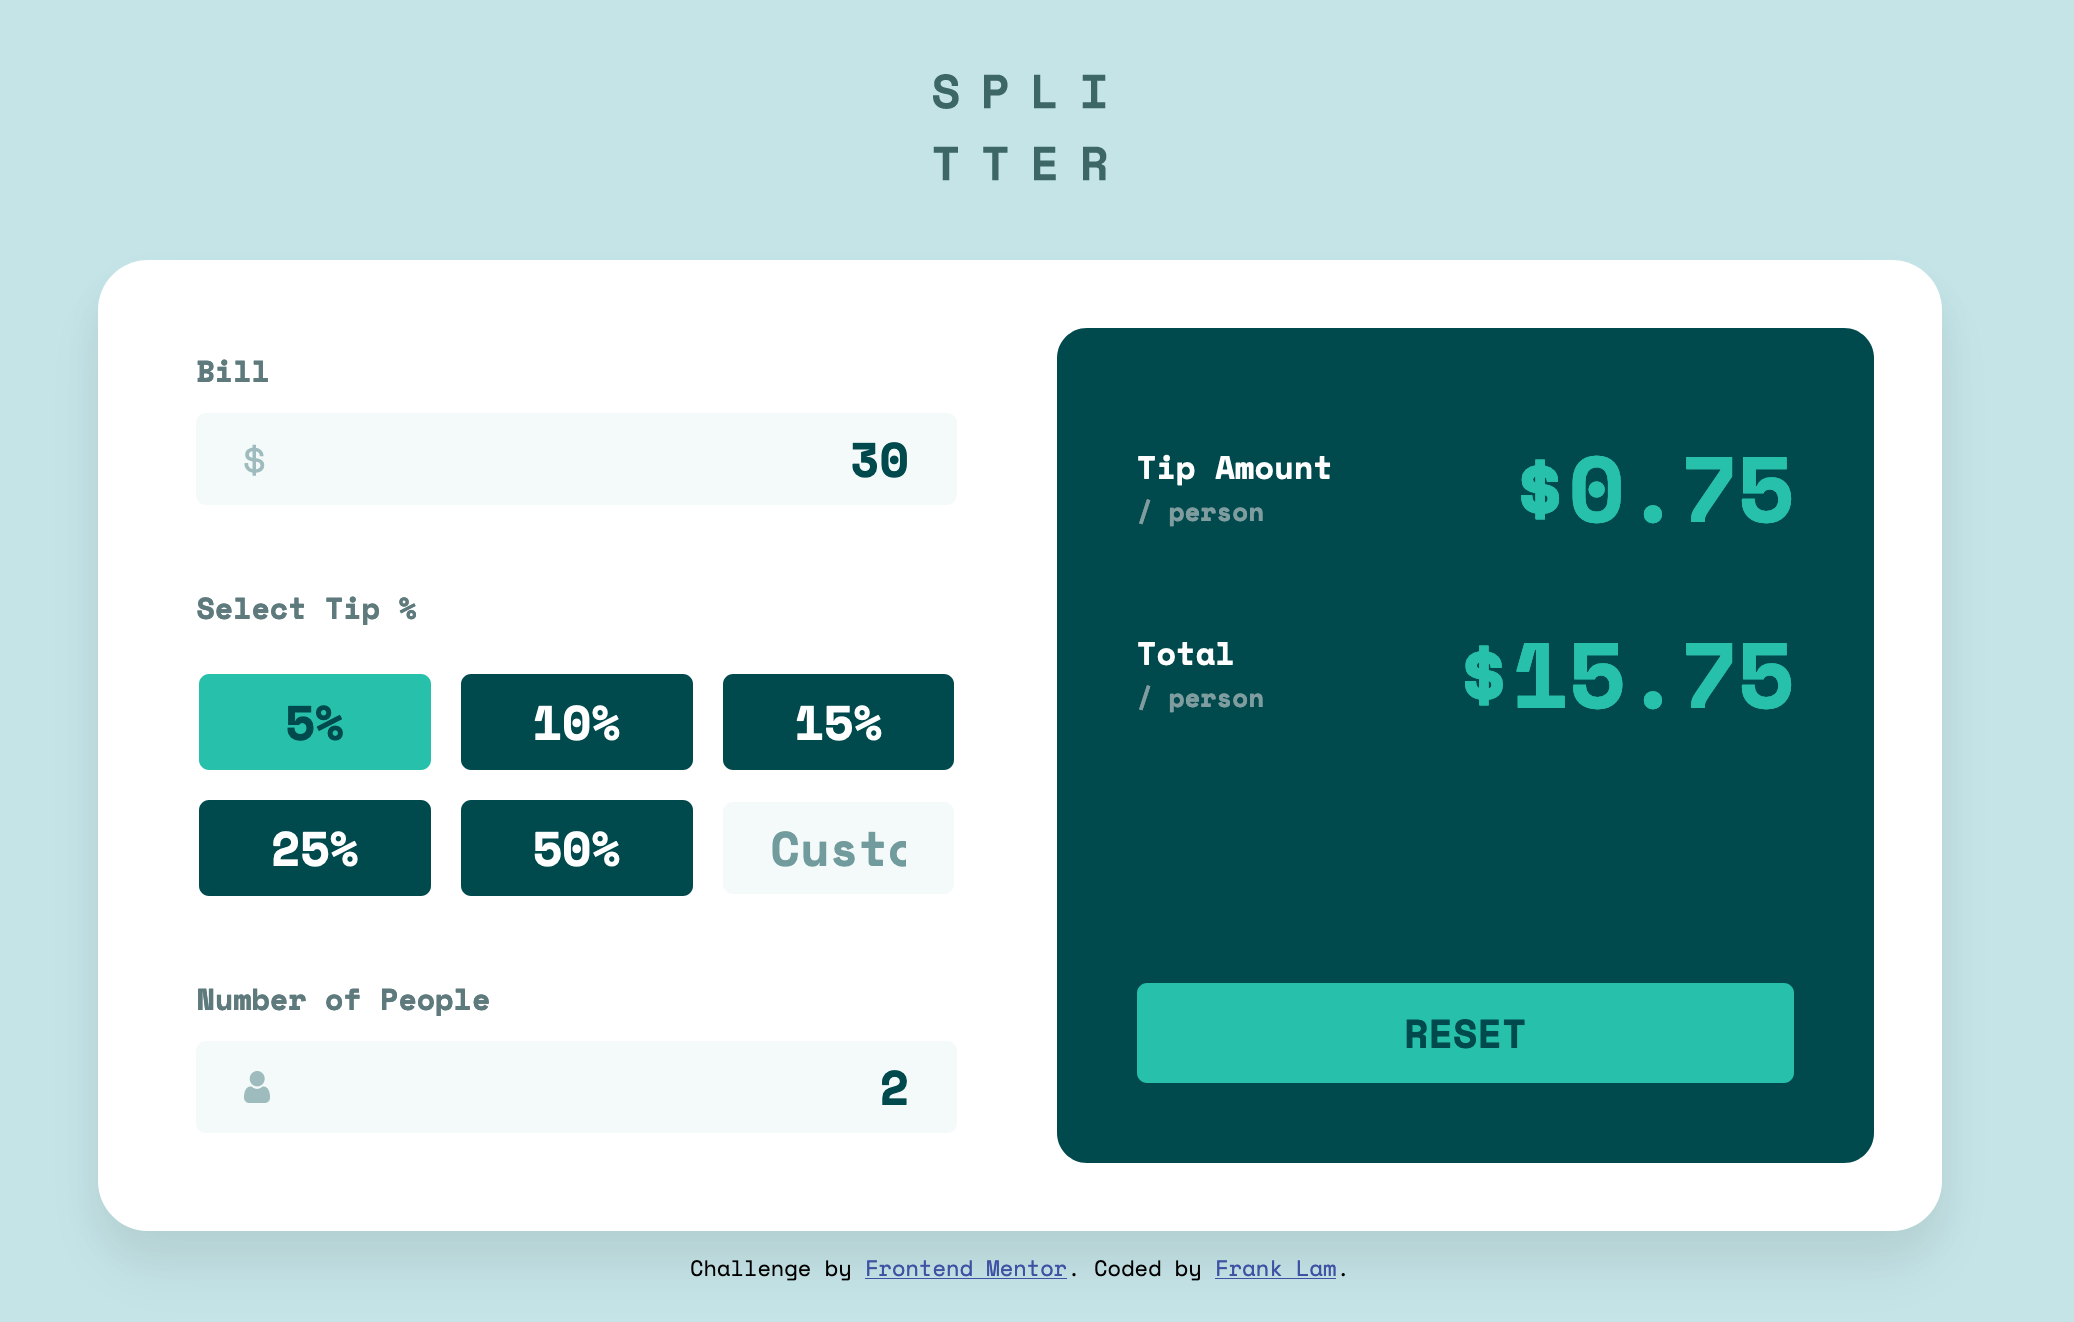 SPLI
TTER
Bill
$
30
Select Tip %
5%
10%
15%
25%
50%
Custo
Number of People
2
Tip Amount
/ person
$0.75
Total
/ person
$15.75
RESET
Challenge by Frontend Mentor. Coded by Frank Lam.